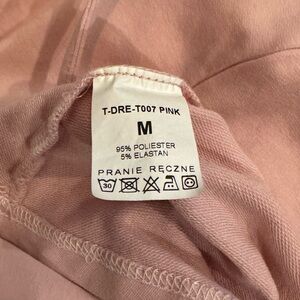 T-DRE-T007 PINK
M
95% POLIESTER
5% ELASTAN
PRANIE RĘCZNE
30